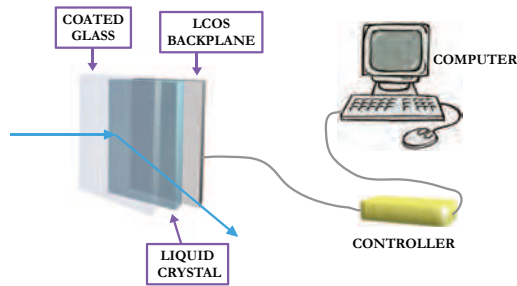 COATED
GLASS
LCOS
BACKPLANE
COMPUTER
LIQUID
CRYSTAL
CONTROLLER